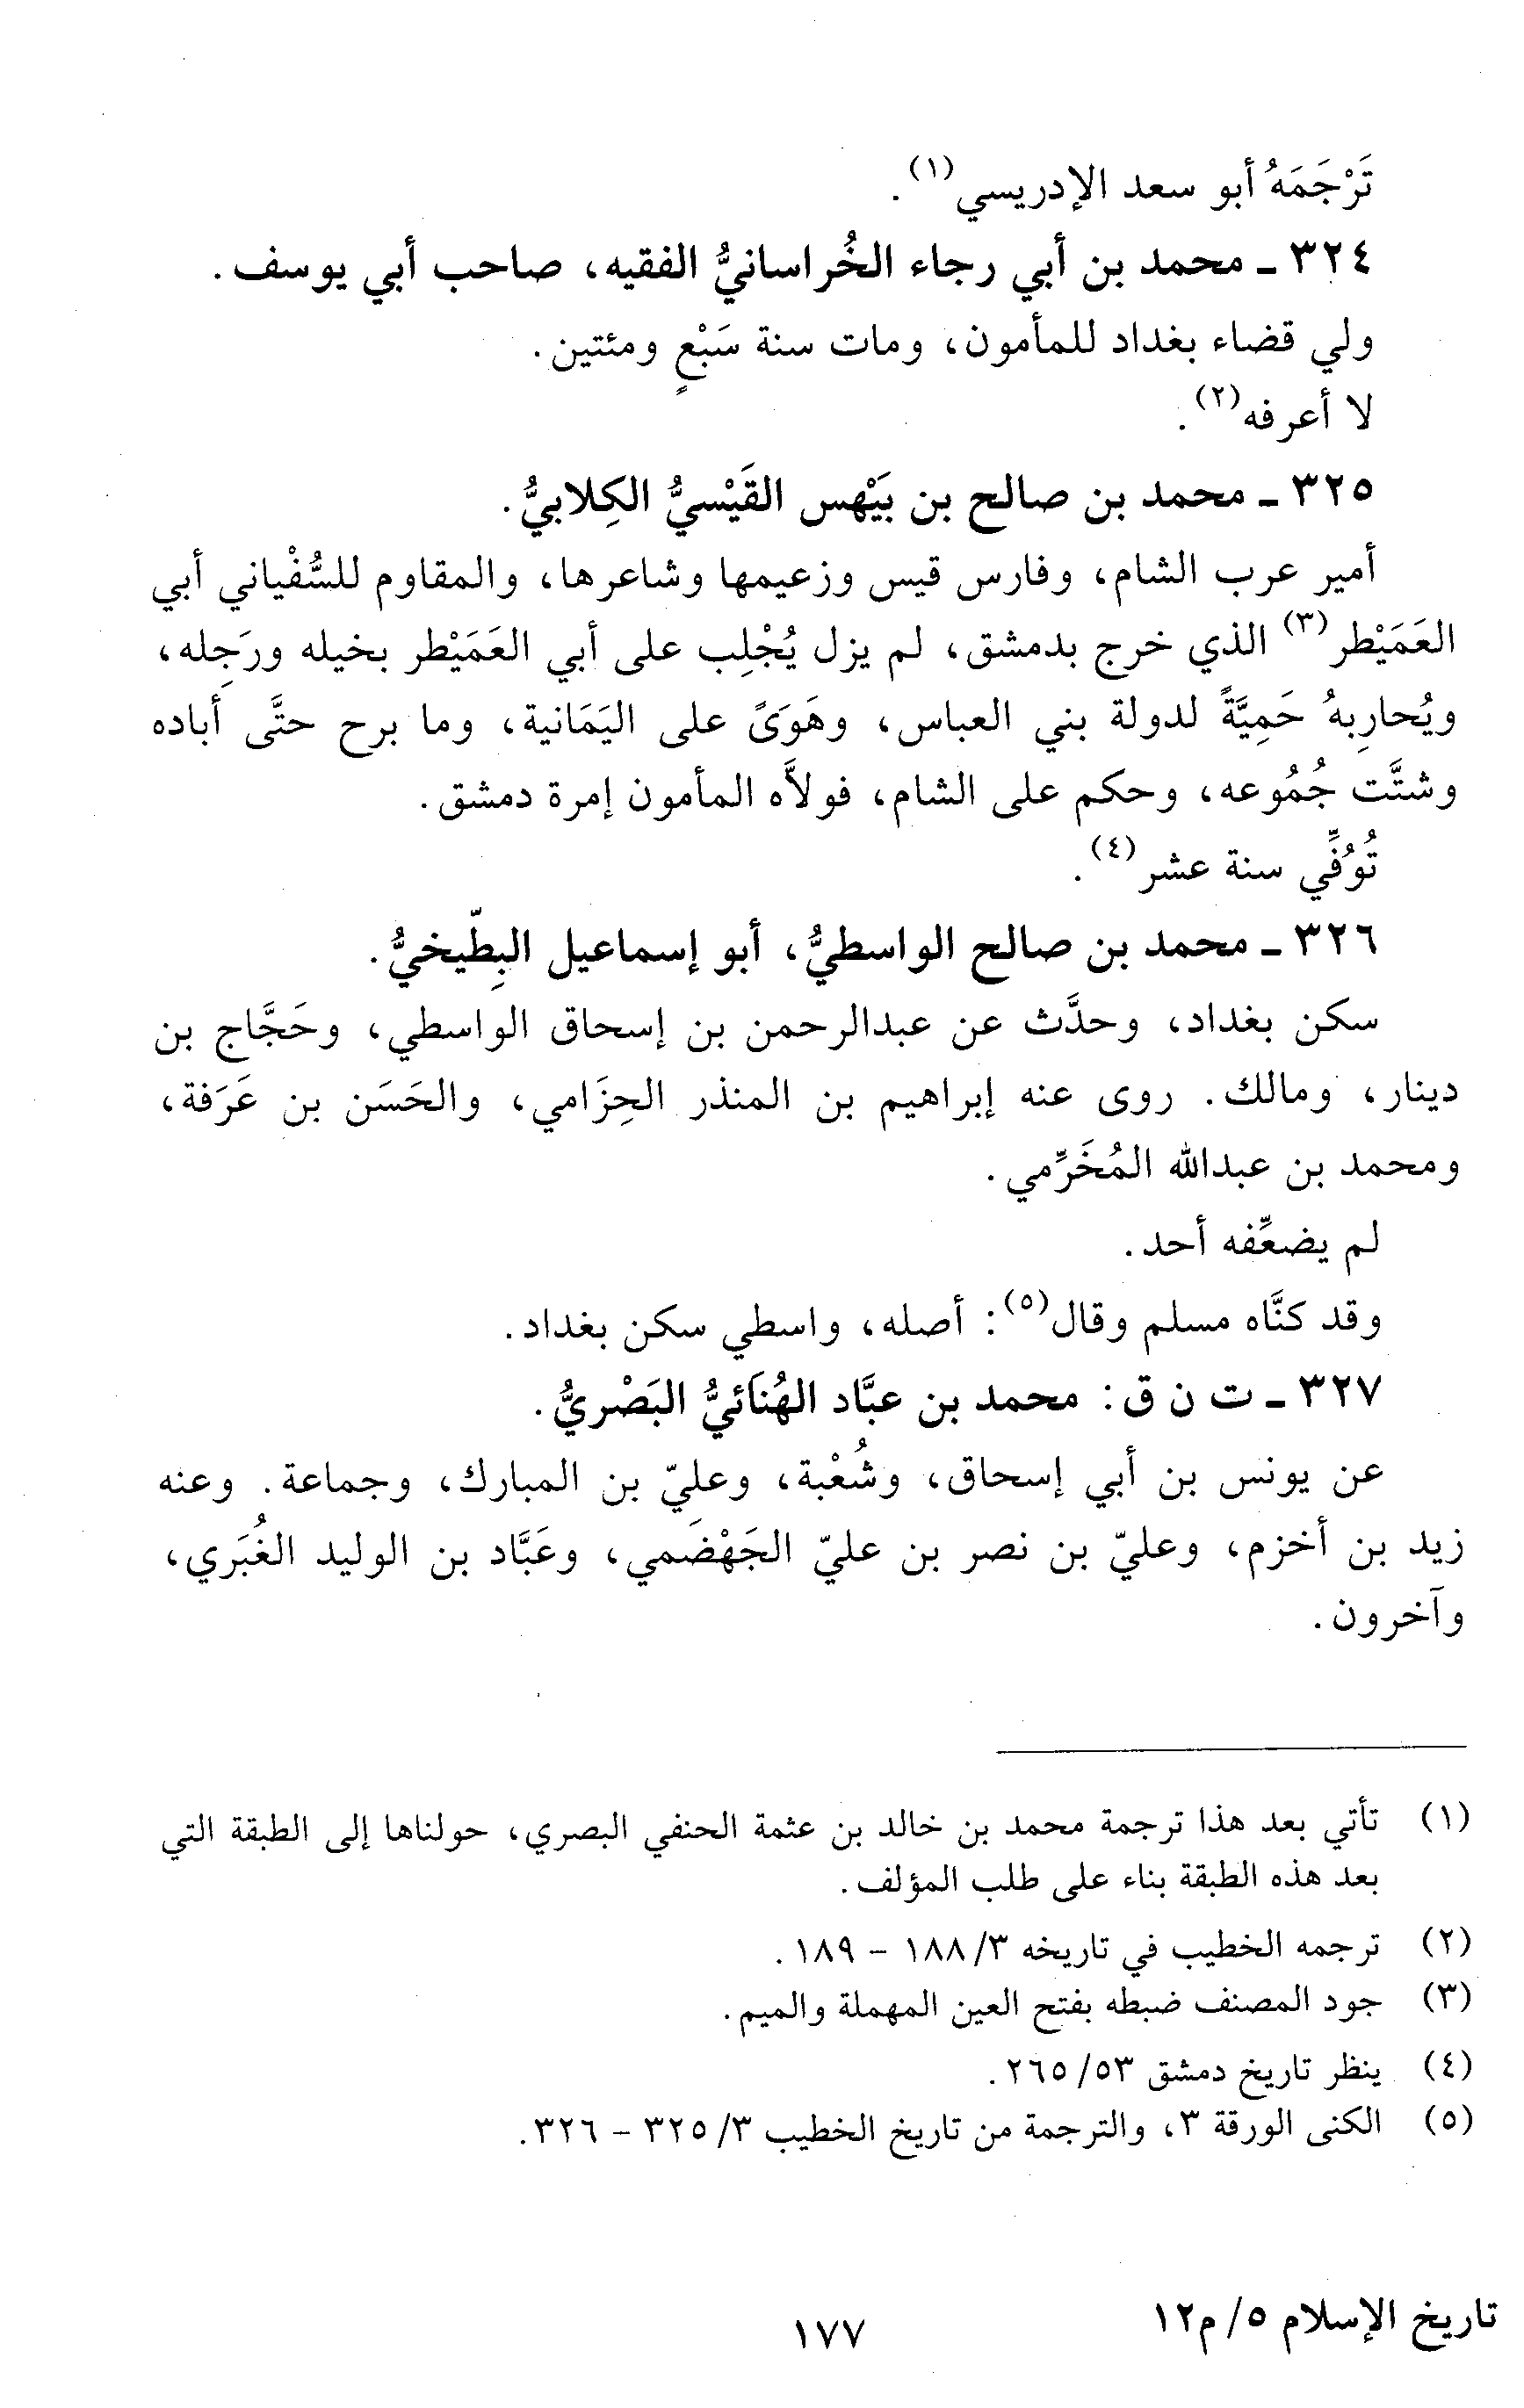 تَرْجَمَهُ أبو سعد الإدريسي(١).
٣٢٤ ـ محمد بن أبي رجاء الخُراسانيُّ الفقيه، صاحب أبي يوسف.
ولي قضاء بغداد للمأمون، ومات سنة سَبْعٍ ومئتين.
لا أعرفه(٢).
٣٢٥ ـ محمد بن صالح بن بَيْهس القَيْسيُّ الكِلابيُّ.
أمير عرب الشام، وفارس قيس وزعيمها وشاعرها، والمقاوم للسُّفْياني أبي
العَمَيْطر(٣) الذي خرج بدمشق، لم يزل يُجْلِب على أبي العَمَيْطر بخيله ورَجِله،
ويُحارِبهُ حَمِيَّةً لدولة بني العباس، وهَوَىً على اليَمَانية، وما برح حتَّى أباده
وشتَّت جُمُوعه، وحكم على الشام، فولاَّه المأمون إمرة دمشق.
تُوُفِّي سنة عشر(٤).
٣٢٦ ـ محمد بن صالح الواسطيُّ، أبو إسماعيل البِطّيخيُّ.
سكن بغداد، وحدَّث عن عبدالرحمن بن إسحاق الواسطي، وحَجَّاج بن
دينار، ومالك. روى عنه إبراهيم بن المنذر الحِزَامي، والحَسَن بن عَرَفة،
ومحمد بن عبدالله المُخَرِّمي.
لم يضعِّفه أحد.
وقد كنَّاه مسلم وقال(٥): أصله، واسطي سكن بغداد.
٣٢٧ ـ ت ن ق: محمد بن عبَّاد الهُنَائيُّ البَصْريُّ.
عن يونس بن أبي إسحاق، وشُعْبة، وعليّ بن المبارك، وجماعة. وعنه
زيد بن أخزم، وعليّ بن نصر بن عليّ الجَهْضَمي، وعَبَّاد بن الوليد الغُبَري،
وآخرون.
(١) تأتي بعد هذا ترجمة محمد بن خالد بن عثمة الحنفي البصري، حولناها إلى الطبقة التي
بعد هذه الطبقة بناء على طلب المؤلف.
(٢) ترجمه الخطيب في تاريخه ٣/ ١٨٨ - ١٨٩.
(٣) جود المصنف ضبطه بفتح العين المهملة والميم.
(٤) ينظر تاريخ دمشق ٥٣/ ٢٦٥.
(٥) الكنى الورقة ٣، والترجمة من تاريخ الخطيب ٣/ ٣٢٥ - ٣٢٦.
تاريخ الإسلام ٥/ م١٢
١٧٧